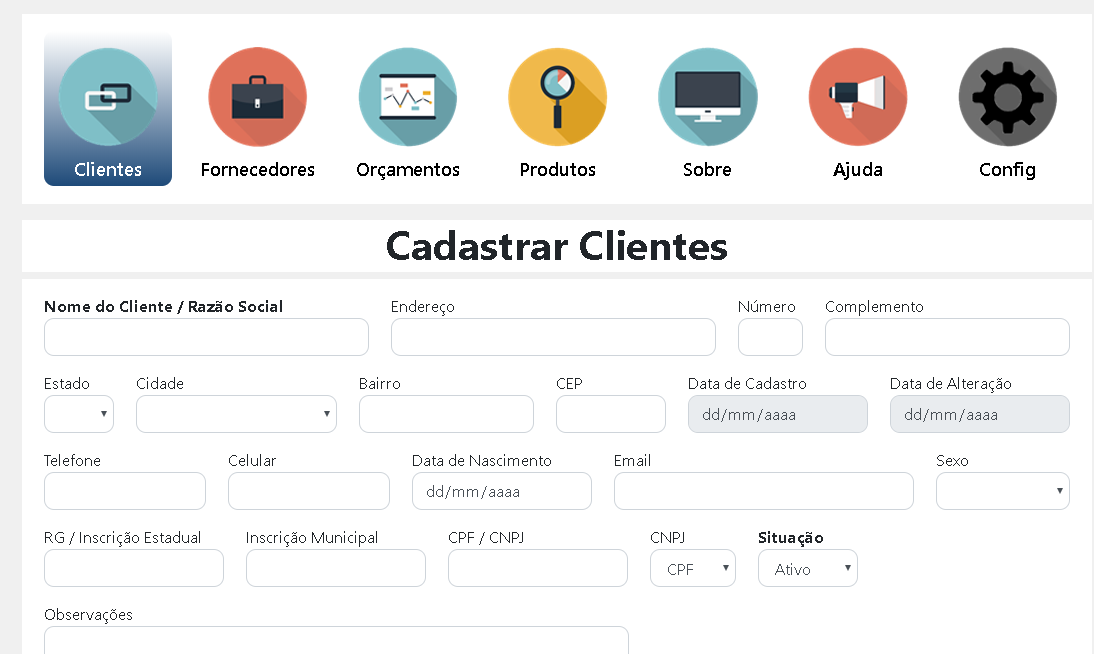 Clientes Fornecedores Orçamentos Produtos Sobre Ajuda Config
Cadastrar Clientes
Nome do Cliente / Razão Social Endereço Número Complemento
Estado Cidade Bairro CEP Data de Cadastro Data de Alteração
dd/mm/aaaa dd/mm/aaaa
Telefone Celular Data de Nascimento Email Sexo
dd/mm/aaaa
RG / Inscrição Estadual Inscrição Municipal CPF / CNPJ CNPJ Situação
CPF Ativo
Observações